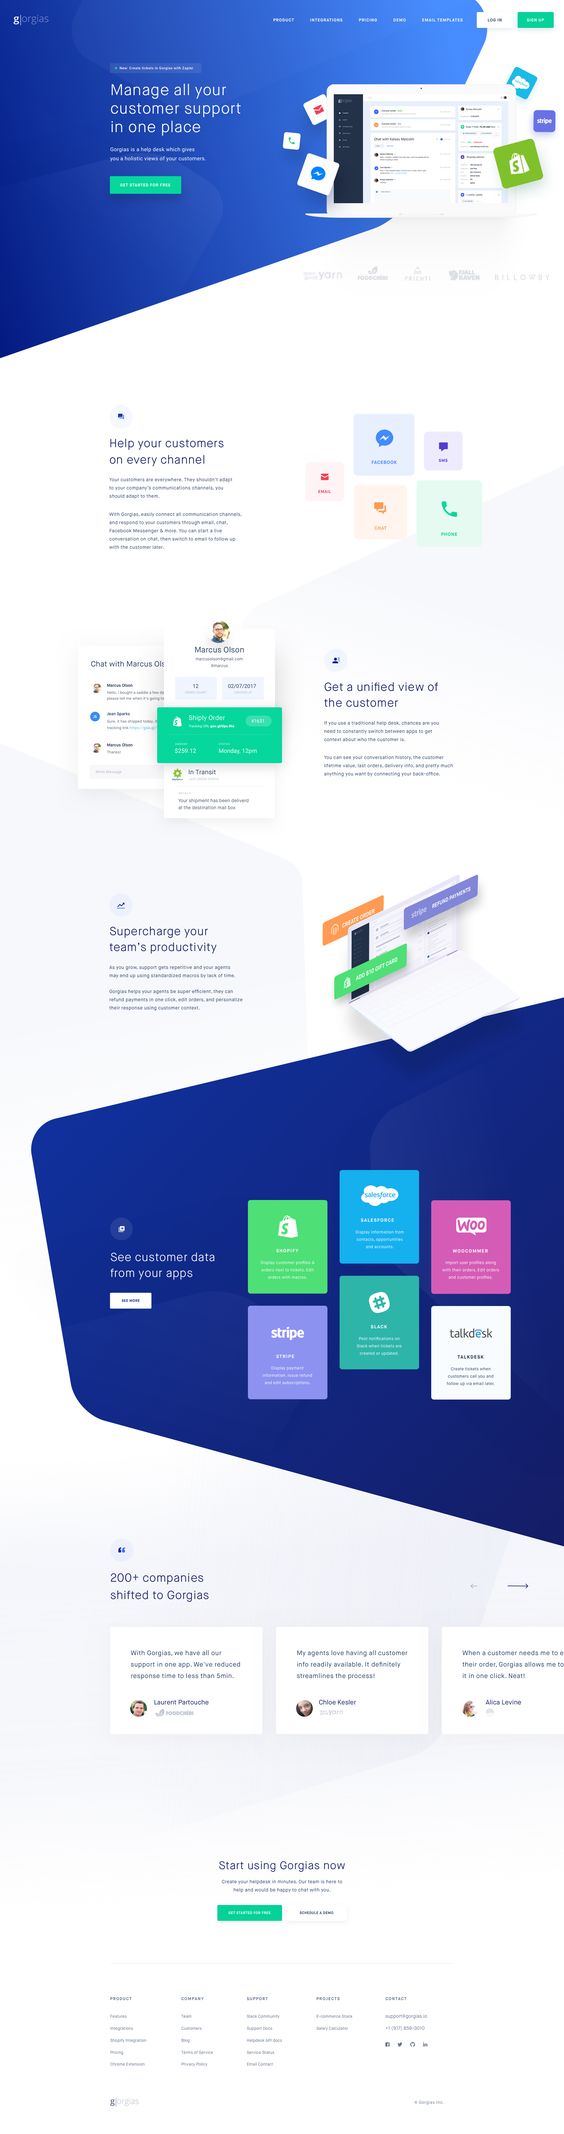 gorgias
PRODUCT
INTEGRATIONS
PRICING
DEMO
EMAIL TEMPLATES
LOG IN
SIGN UP
New: Create tickets in Gorgias with Zapier
Manage all your
customer support
in one place
Gorgias is a help desk which gives
you a holistic views of your customers.
GET STARTED FOR FREE
salesforce
stripe
yarn
FOODCHÉRI
FRICHTI
FJALL
RAVEN
BILLOWBY
Help your customers
on every channel
Your customers are everywhere. They shouldn't adapt
to your company's communications channels, you
should adapt to them.
With Gorgias, easily connect all communication channels,
and respond to your customers through email, chat,
Facebook Messenger & more. You can start a live
conversation on chat, then switch to email to follow up
with the customer later.
FACEBOOK
SMS
EMAIL
CHAT
PHONE
Chat with Marcus Ols
Marcus Olson
Jean Sparks
Marcus Olson
Thanks!
Write Message
Marcus Olson
marcusolson@gmail.com
@marcus
12
02/07/2017
Shiply Order
#1631
$259.12
Monday, 12pm
In Transit
Your shipment has been deliverd
at the destination mail box
Get a unified view of
the customer
If you use a traditional help desk, chances are you
need to constantly switch between apps to get
context about who the customer is.
You can see your conversation history, the customer
lifetime value, last orders, delivery info, and pretty much
anything you want by connecting your back-office.
Supercharge your
team's productivity
As you grow, support gets repetitive and your agents
may end up using standardized macros by lack of time.
Gorgias helps your agents be super efficient, they can
refund payments in one click, edit orders, and personalize
their response using customer context.
CREATE ORDER
stripe REFUND PAYMENTS
ADD $10 GIFT CARD
See customer data
from your apps
SEE MORE
SHOPIFY
Display customer profiles &
orders next to tickets. Edit
orders with macros.
salesforce
SALESFORCE
Display information from
contacts, opportunities
and accounts.
WOO
WOOCOMMER
Import user profiles along
with their orders. Edit orders
and customer profiles.
stripe
STRIPE
Display payment
information, issue refund
and edit subscriptions.
SLACK
Post notifications on
Slack when tickets are
created or updated.
talkdesk
TALKDESK
Create tickets when
customers call you and
follow up via email later.
200+ companies
shifted to Gorgias
With Gorgias, we have all our
support in one app. We've reduced
response time to less than 5min.
Laurent Partouche
FOODCHÉRI
My agents love having all customer
info readily available. It definitely
streamlines the process!
Chloe Kesler
yarn
When a customer needs me to e
their order, Gorgias allows me to
it in one click. Neat!
Alica Levine
Start using Gorgias now
Create your helpdesk in minutes. Our team is here to
help and would be happy to chat with you.
GET STARTED FOR FREE
SCHEDULE A DEMO
PRODUCT
Features
Integrations
Shopify Integration
Pricing
Chrome Extension
COMPANY
Team
Customers
Blog
Terms of Service
Privacy Policy
SUPPORT
Slack Community
Support Docs
Helpdesk API docs
Service Status
Email Contact
PROJECTS
E-commerce Stack
Salary Calculator
CONTACT
support@gorgias.io
gorgias
© Gorgias Inc.